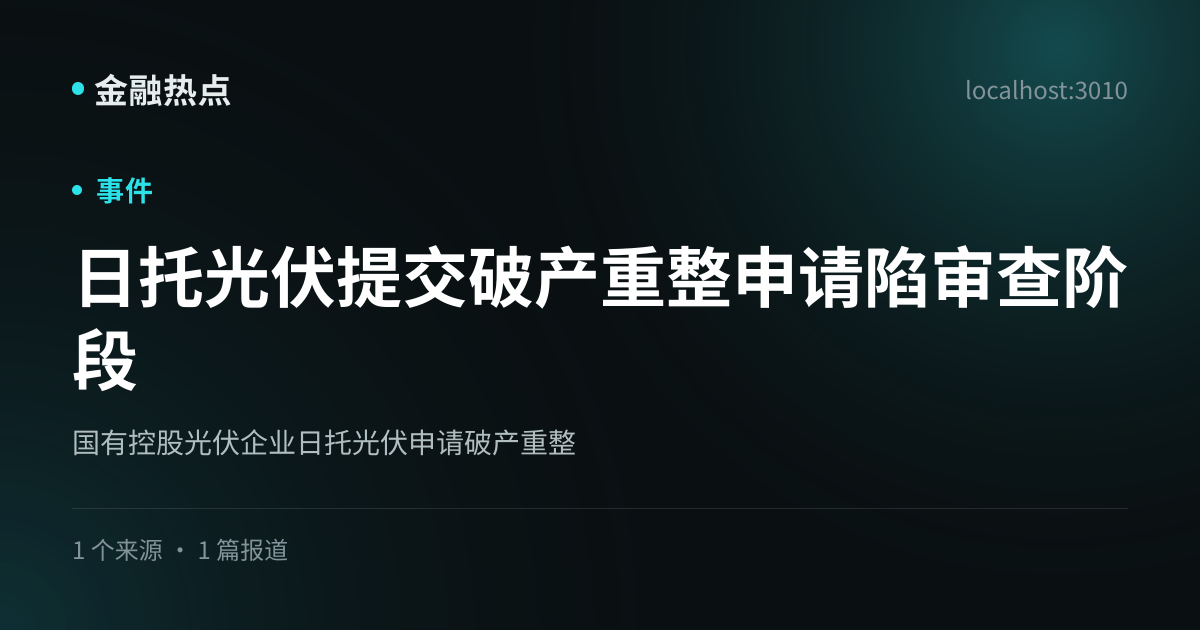 金融热点
localhost:3010
事件
日托光伏提交破产重整申请陷审查阶
段
国有控股光伏企业日托光伏申请破产重整
1 个来源 · 1 篇报道